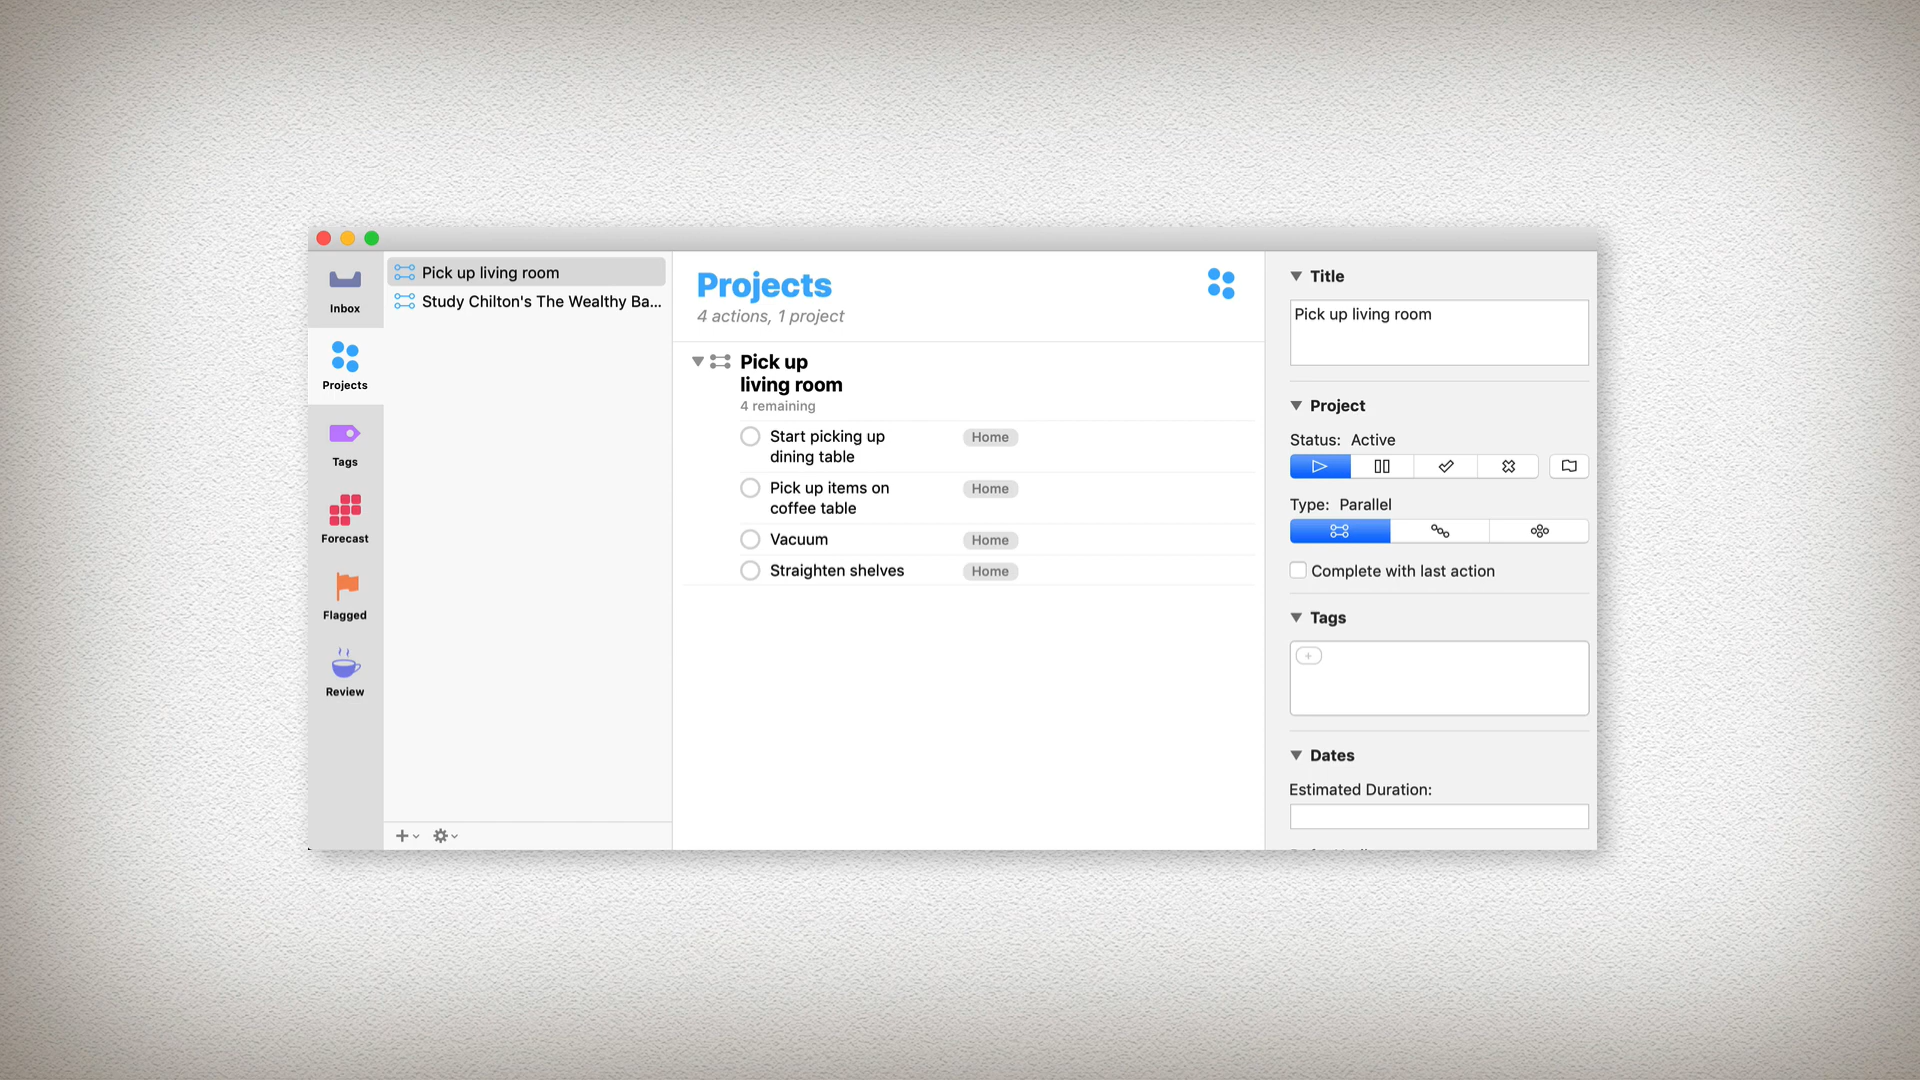 Inbox
Projects
Tags
Forecast
Flagged
Review
Pick up living room
Study Chilton's The Wealthy Ba...
Projects
4 actions, 1 project
Pick up
living room
4 remaining
Start picking up
dining table
Home
Pick up items on
coffee table
Home
Vacuum
Home
Straighten shelves
Home
Title
Pick up living room
Project
Status: Active
Type: Parallel
Complete with last action
Tags
Dates
Estimated Duration: